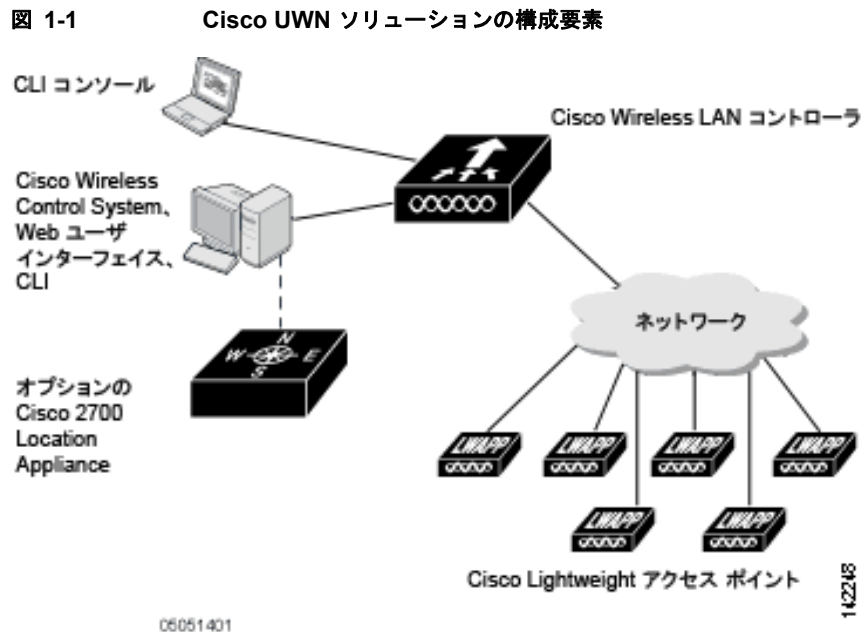 図 1-1 Cisco UWN ソリューションの構成要素
CLI コンソール
Cisco Wireless LAN コントローラ
Cisco Wireless
Control System、
Web ユーザ
インターフェイス、
CLI
ネットワーク
N
W E
S
オプションの
Cisco 2700
Location
Appliance
LWAPP LWAPP LWAPP LWAPP
LWAPP LWAPP
Cisco Lightweight アクセス ポイント
142248
05051401